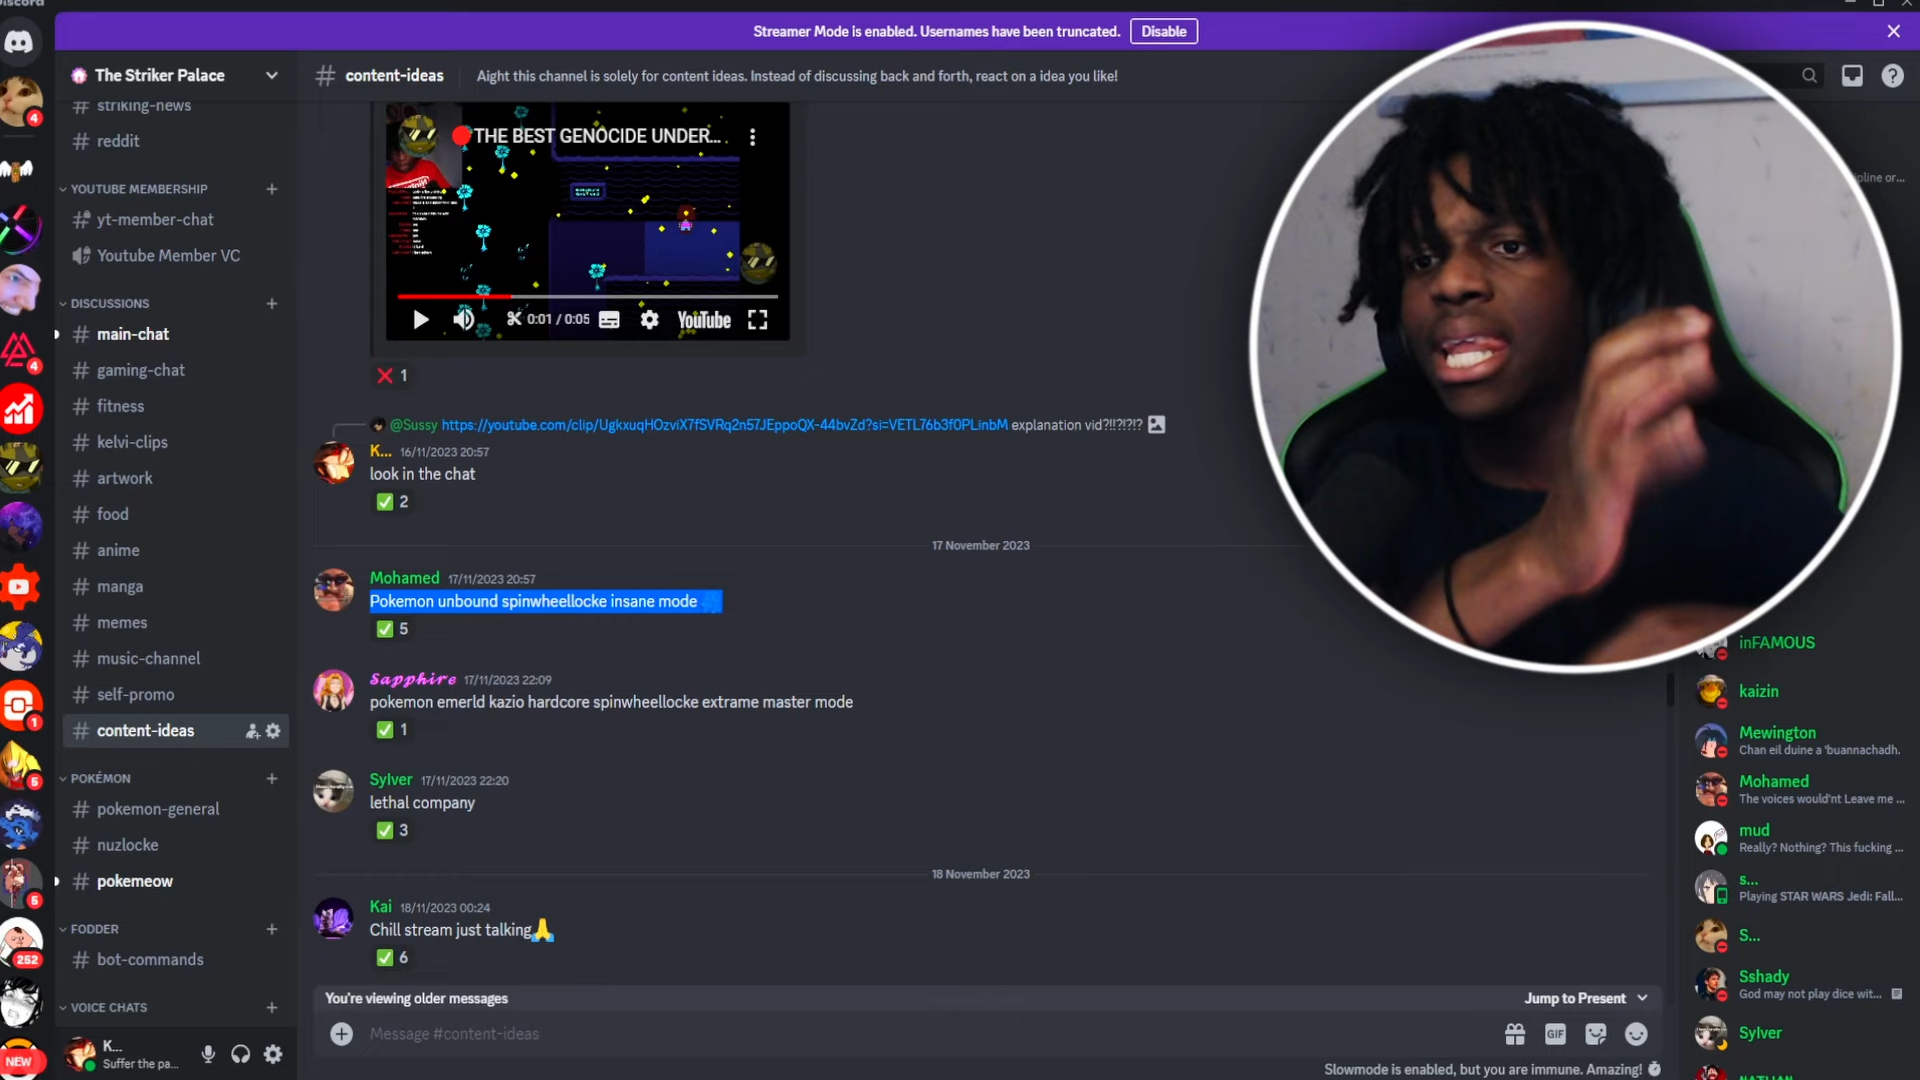 Discord
Streamer Mode is enabled. Usernames have been truncated.
Disable
The Striker Palace
striking-news
reddit
YOUTUBE MEMBERSHIP
yt-member-chat
Youtube Member VC
DISCUSSIONS
main-chat
gaming-chat
fitness
kelvi-clips
artwork
food
anime
manga
memes
music-channel
self-promo
content-ideas
POKÉMON
pokemon-general
nuzlocke
pokemeow
FODDER
bot-commands
VOICE CHATS
K...
Suffer the pa...
4
4
1
5
5
252
NEW
content-ideas
Aight this channel is solely for content ideas. Instead of discussing back and forth, react on a idea you like!
THE BEST GENOCIDE UNDER...
0:01 / 0:05
YouTube
1
@Sussy https://youtube.com/clip/UgkxuqHOzviX7fSVRq2n57JEppoQX-44bvZd?si=VETL76b3f0PLinbM explanation vid?!!?!?!?
K... 16/11/2023 20:57
look in the chat
2
17 November 2023
Mohamed 17/11/2023 20:57
Pokemon unbound spinwheellocke insane mode
5
Sapphire 17/11/2023 22:09
pokemon emerld kazio hardcore spinwheellocke extrame master mode
1
Sylver 17/11/2023 22:20
lethal company
3
18 November 2023
Kai 18/11/2023 00:24
Chill stream just talking🙏
6
You're viewing older messages
Jump to Present
Message #content-ideas
GIF
Slowmode is enabled, but you are immune. Amazing!
pline or...
inFAMOUS
kaizin
Mewington
Chan eil duine a 'buannachadh.
Mohamed
The voices would'nt Leave me ...
mud
Really? Nothing? This fucking ...
s...
Playing STAR WARS Jedi: Fall...
S...
Sshady
God may not play dice wit...
Sylver